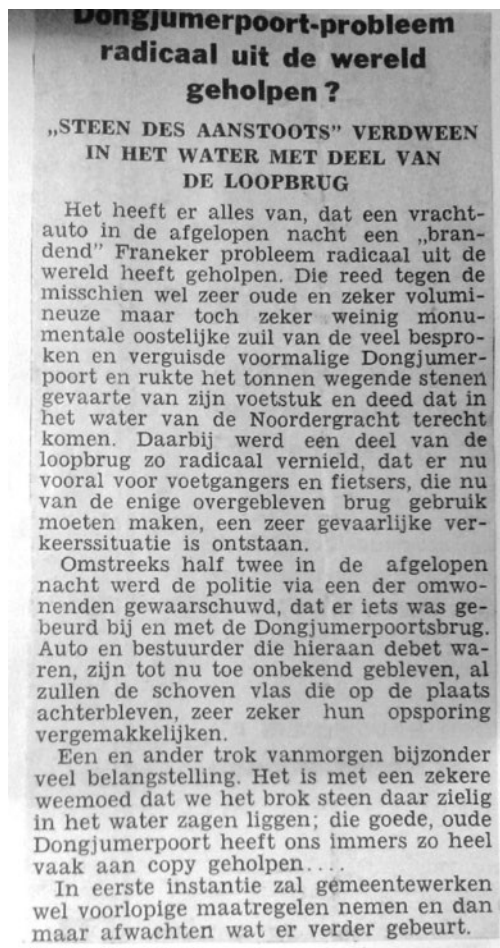 Dongjumerpoort-probleem
radicaal uit de wereld
geholpen ?
„STEEN DES AANSTOOTS” VERDWEEN
IN HET WATER MET DEEL VAN
DE LOOPBRUG
Het heeft er alles van, dat een vracht-
auto in de afgelopen nacht een „bran-
dend” Franeker probleem radicaal uit de
wereld heeft geholpen. Die reed tegen de
misschien wel zeer oude en zeker volumi-
neuze maar toch zeker weinig monu-
mentale oostelijke zuil van de veel bespro-
ken en verguisde voormalige Dongjumer-
poort en rukte het tonnen wegende stenen
gevaarte van zijn voetstuk en deed dat in
het water van de Noordergracht terecht
komen. Daarbij werd een deel van de
loopbrug zo radicaal vernield, dat er nu
vooral voor voetgangers en fietsers, die nu
van de enige overgebleven brug gebruik
moeten maken, een zeer gevaarlijke ver-
keerssituatie is ontstaan.
Omstreeks half twee in de afgelopen
nacht werd de politie via een der omwo-
nenden gewaarschuwd, dat er iets was ge-
beurd bij en met de Dongjumerpoortsbrug.
Auto en bestuurder die hieraan debet wa-
ren, zijn tot nu toe onbekend gebleven, al
zullen de schoven vlas die op de plaats
achterbleven, zeer zeker hun opsporing
vergemakkelijken.
Een en ander trok vanmorgen bijzonder
veel belangstelling. Het is met een zekere
weemoed dat we het brok steen daar zielig
in het water zagen liggen; die goede, oude
Dongjumerpoort heeft ons immers zo heel
vaak aan copy geholpen....
In eerste instantie zal gemeentewerken
wel voorlopige maatregelen nemen en dan
maar afwachten wat er verder gebeurt.